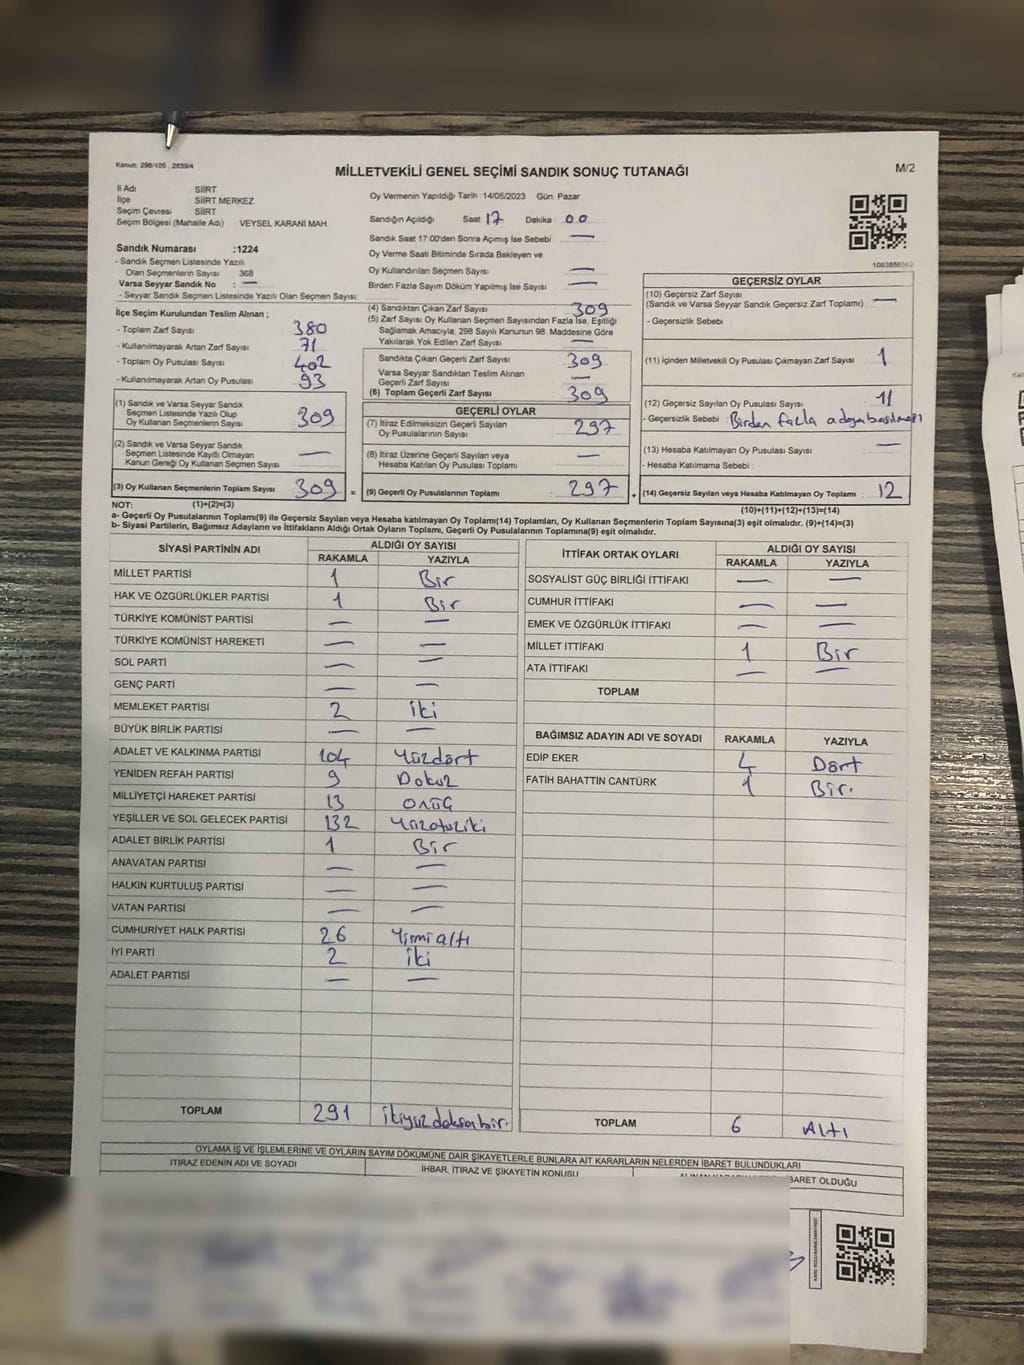 Kanun: 298/105 , 2839/4
MİLLETVEKİLİ GENEL SEÇİMİ SANDIK SONUÇ TUTANAĞI
M/2
İl Adı : SİİRT
İlçe : SİİRT MERKEZ
Seçim Çevresi : SİİRT
Seçim Bölgesi (Mahalle Adı) : VEYSEL KARANİ MAH.
Sandık Numarası :1224
- Sandık Seçmen Listesinde Yazılı
Olan Seçmenlerin Sayısı : 368
Varsa Seyyar Sandık No : —
- Seyyar Sandık Seçmen Listesinde Yazılı Olan Seçmen Sayısı:
İlçe Seçim Kurulundan Teslim Alınan ;
- Toplam Zarf Sayısı : 380
- Kullanılmayarak Artan Zarf Sayısı : 71
- Toplam Oy Pusulası Sayısı : 402
- Kullanılmayarak Artan Oy Pusulası : 93
(1) Sandık ve Varsa Seyyar Sandık
Seçmen Listesinde Yazılı Olup
Oy Kullanan Seçmen Sayısı : 309
(2) Sandık ve Varsa Seyyar Sandık
Seçmen Listesinde Kayıtlı Olmayan
Kanun Gereği Oy Kullanan Seçmen Sayısı : —
(3) Oy Kullanan Seçmenlerin Toplam Sayısı : 309 =
Oy Vermenin Yapıldığı Tarih :14/05/2023 Gün: Pazar
Sandığın Açıldığı Saat 17 Dakika 00
Sandık Saat 17:00'den Sonra Açımış İse Sebebi : —
Oy Verme Saati Bitiminde Sırada Bekleyen ve
Oy Kullandırılan Seçmen Sayısı : —
Birden Fazla Sayım Döküm Yapılmış İse Sayısı : —
(4) Sandıktan Çıkan Zarf Sayısı : 309
(5) Zarf Sayısı Oy Kullanan Seçmen Sayısından Fazla İse, Eşitliği
Sağlamak Amacıyla, 298 Sayılı Kanunun 98. Maddesine Göre
Yakılarak Yok Edilen Zarf Sayısı : —
Sandıkta Çıkan Geçerli Zarf Sayısı : 309
Varsa Seyyar Sandıktan Teslim Alınan
Geçerli Zarf Sayısı : —
(6) Toplam Geçerli Zarf Sayısı : 309
GEÇERLİ OYLAR
(7) İtiraz Edilmeksizin Geçerli Sayılan
Oy Pusulalarının Sayısı : 297
(8) İtiraz Üzerine Geçerli Sayılan veya
Hesaba Katılan Oy Pusulası Toplamı : —
(9) Geçerli Oy Pusulalarının Toplamı : 297 +
GEÇERSİZ OYLAR
(10) Geçersiz Zarf Sayısı
(Sandık ve Varsa Seyyar Sandık Geçersiz Zarf Toplamı) : —
- Geçersizlik Sebebi :
(11) İçinden Milletvekili Oy Pusulası Çıkmayan Zarf Sayısı : 1
(12) Geçersiz Sayılan Oy Pusulası Sayısı : 11
- Geçersizlik Sebebi : Birden fazla adaya basılması
(13) Hesaba Katılmayan Oy Pusulası Sayısı : —
- Hesaba Katılmama Sebebi :
(14) Geçersiz Sayılan veya Hesaba Katılmayan Oy Toplamı : 12
NOT: (1)+(2)=(3) (10)+(11)+(12)+(13)=(14)
a- Geçerli Oy Pusulalarının Toplamı(9) ile Geçersiz Sayılan veya Hesaba katılmayan Oy Toplamı(14) Toplamları, Oy Kullanan Seçmenlerin Toplam Sayısına(3) eşit olmalıdır. (9)+(14)=(3)
b- Siyasi Partilerin, Bağımsız Adayların ve İttifakların Aldığı Ortak Oyların Toplamı, Geçerli Oy Pusulalarının Toplamına(9) eşit olmalıdır.
SİYASİ PARTİNİN ADI ALDIĞI OY SAYISI
RAKAMLA YAZIYLA
MİLLET PARTİSİ 1 Bir
HAK VE ÖZGÜRLÜKLER PARTİSİ 1 Bir
TÜRKİYE KOMÜNİST PARTİSİ — —
TÜRKİYE KOMÜNİST HAREKETİ — —
SOL PARTİ — —
GENÇ PARTİ — —
MEMLEKET PARTİSİ 2 iki
BÜYÜK BİRLİK PARTİSİ — —
ADALET VE KALKINMA PARTİSİ 104 Yüzdört
YENİDEN REFAH PARTİSİ 9 Dokuz
MİLLİYETÇİ HAREKET PARTİSİ 13 onüç
YEŞİLLER VE SOL GELECEK PARTİSİ 132 Yüzotuziki
ADALET BİRLİK PARTİSİ 1 Bir
ANAVATAN PARTİSİ — —
HALKIN KURTULUŞ PARTİSİ — —
VATAN PARTİSİ — —
CUMHURİYET HALK PARTİSİ 26 Yirmi altı
İYİ PARTİ 2 iki
ADALET PARTİSİ — —
TOPLAM 291 ikiyüz doksanbir.
İTTİFAK ORTAK OYLARI ALDIĞI OY SAYISI
RAKAMLA YAZIYLA
SOSYALİST GÜÇ BİRLİĞİ İTTİFAKI — —
CUMHUR İTTİFAKI — —
EMEK VE ÖZGÜRLÜK İTTİFAKI — —
MİLLET İTTİFAKI 1 Bir
ATA İTTİFAKI — —
TOPLAM
BAĞIMSIZ ADAYIN ADI VE SOYADI RAKAMLA YAZIYLA
EDİP EKER 4 Dört
FATİH BAHATTİN CANTÜRK 1 Bir.
TOPLAM 6 Altı
OYLAMA İŞ VE İŞLEMLERİNE VE OYLARIN SAYIM DÖKÜMÜNE DAİR ŞİKAYETLERLE BUNLARA AİT KARARLARIN NELERDEN İBARET BULUNDUKLARI
İTİRAZ EDENİN ADI VE SOYADI İHBAR, İTİRAZ VE ŞİKAYETİN KONUSU BARET OLDUĞU